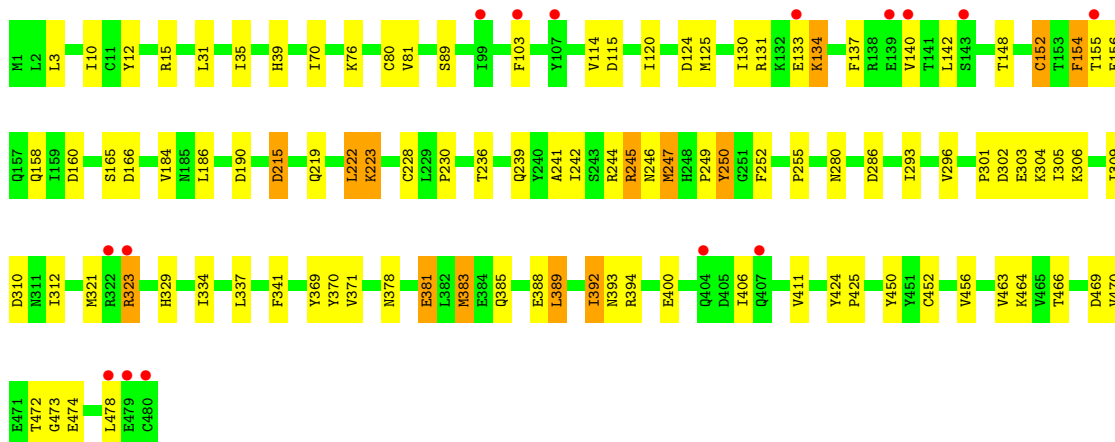 M1 L2 L3 I10 C11 Y12 R15 L31 I35 H39 I70 K76 C80 V81 S89 I99 F103 Y107 V114 D115 I120 D124 M125 I130 R131 K132 E133 K134 F137 R138 E139 V140 T141 L142 S143 T148 C152 T153 F154 T155 E156
Q157 Q158 I159 D160 S165 D166 V184 N185 L186 D190 D215 Q219 L222 K223 C228 L229 P230 T236 Q239 Y240 A241 I242 S243 R244 R245 N246 M247 H248 P249 Y250 G251 F252 P255 N280 D286 I293 V296 P301 D302 E303 K304 I305 K306
D310 N311 I312 M321 R322 R323 H329 I334 L337 F341 Y369 Y370 V371 N378 E381 L382 M383 E384 Q385 E388 L389 I392 N393 R394 E400 Q404 D405 I406 Q407 V411 Y424 P425 Y450 Y451 C452 V456 V463 K464 V465 T466 D469
E471 T472 G473 E474 L478 E479 C480